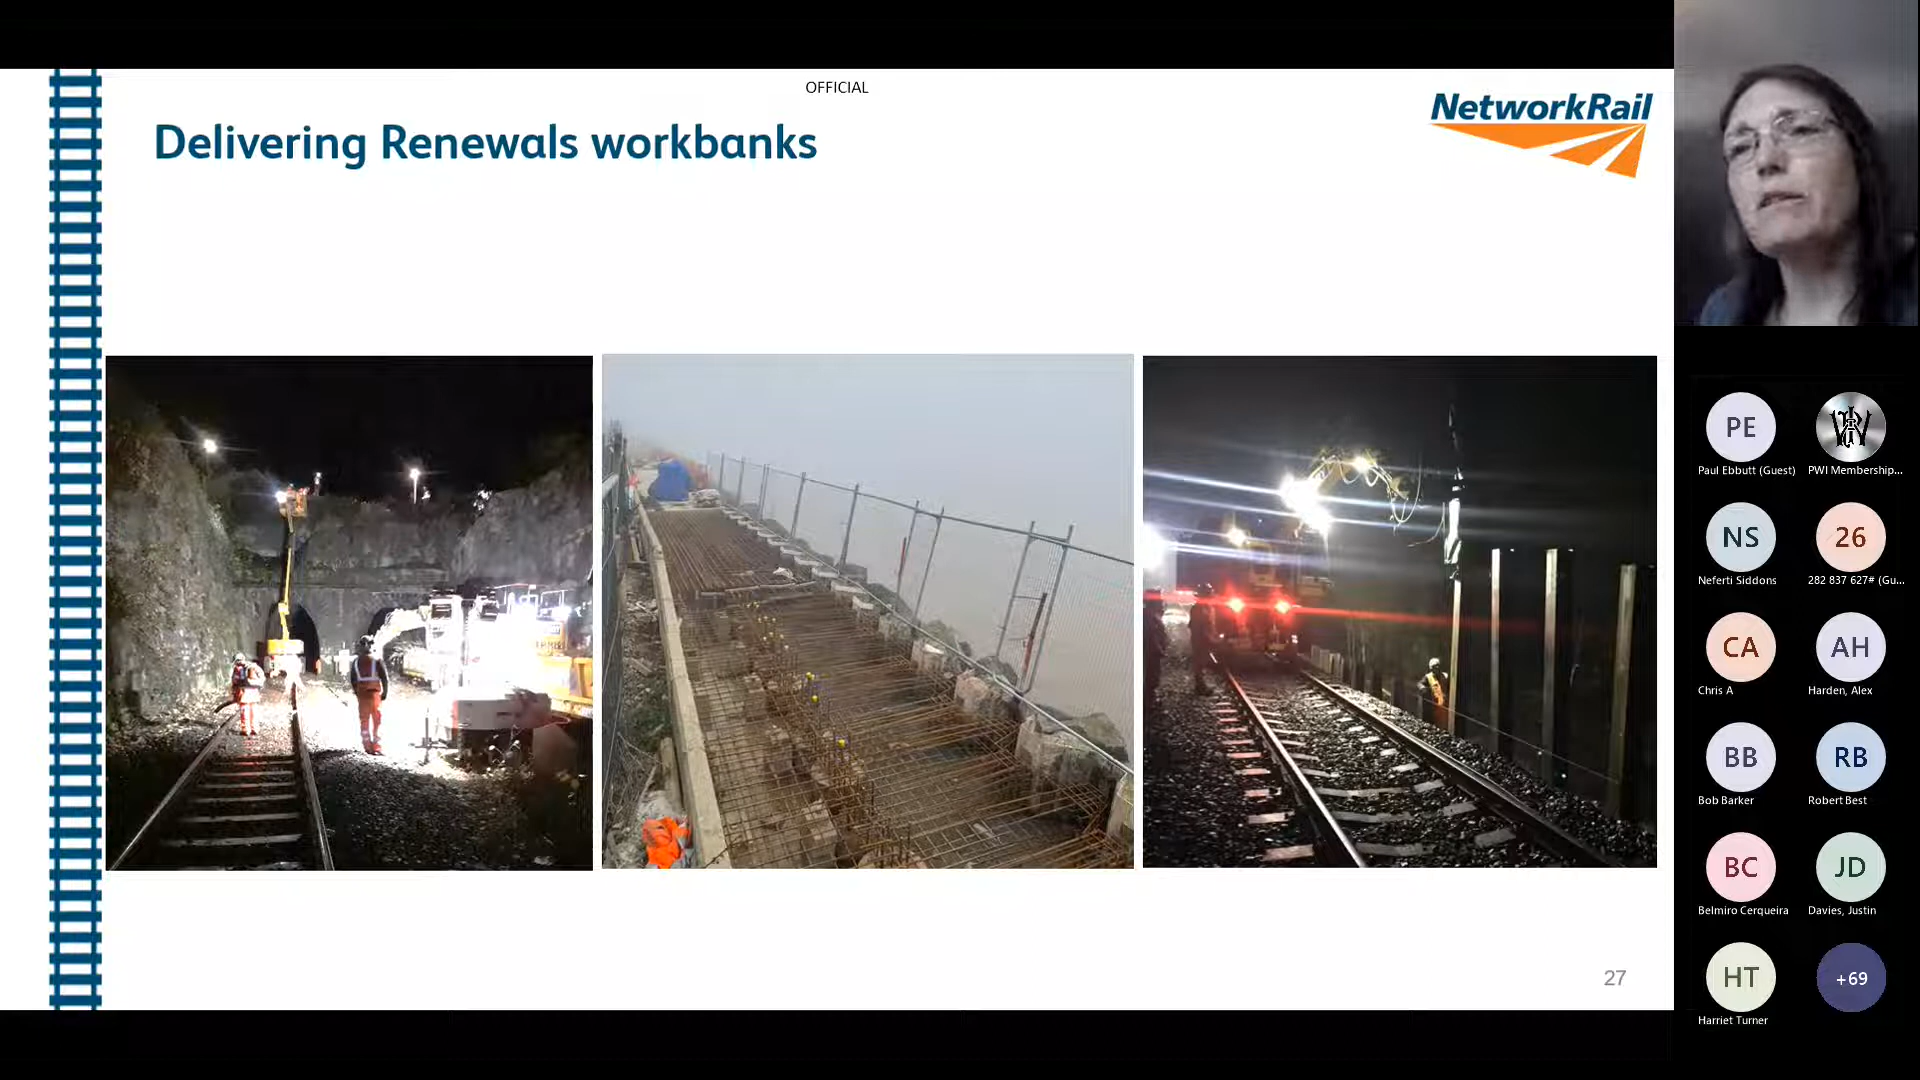 OFFICIAL
Delivering Renewals workbanks
NetworkRail
27
PE
Paul Ebbutt (Guest)
PWI Membership...
NS
Neferti Siddons
26
282 837 627# (Gu...
CA
Chris A
AH
Harden, Alex
BB
Bob Barker
RB
Robert Best
BC
Belmiro Cerqueira
JD
Davies, Justin
HT
Harriet Turner
+69